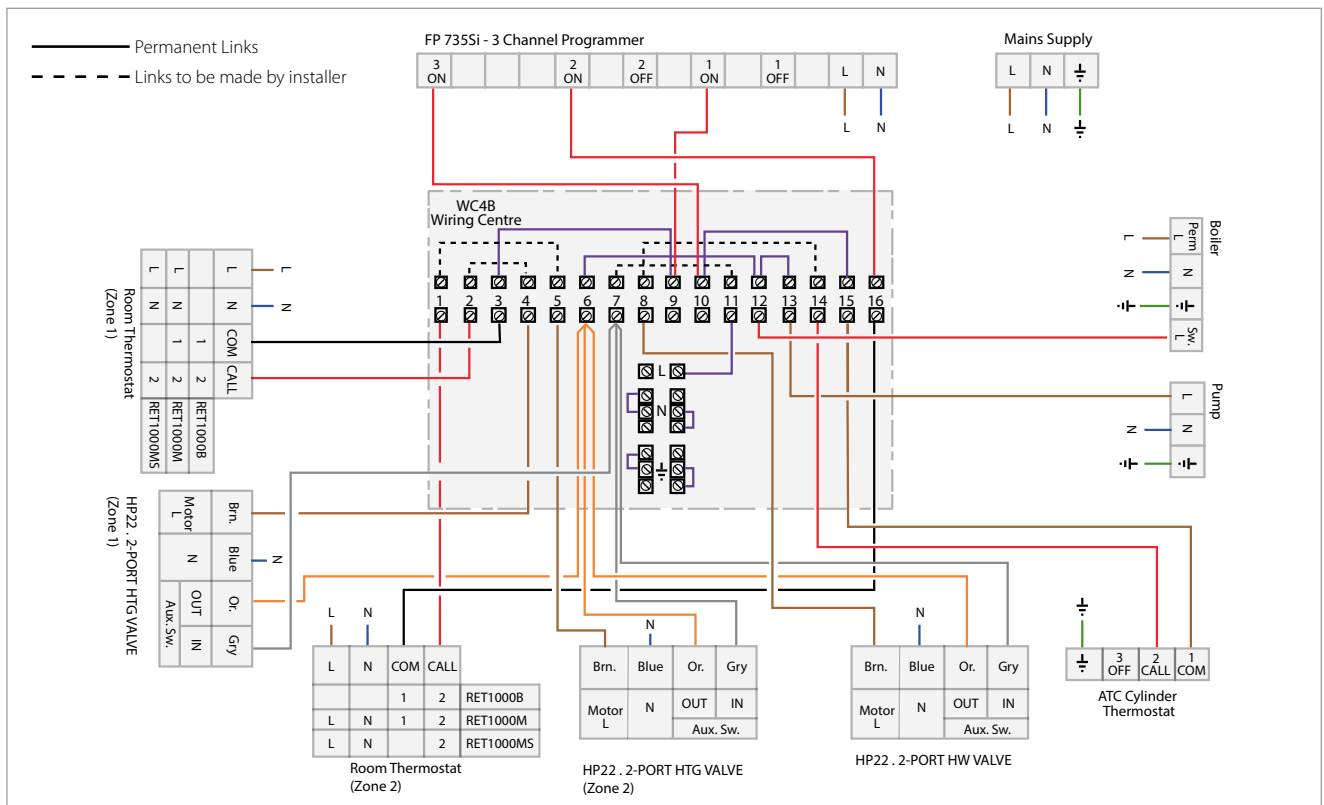 FP 735Si - 3 Channel Programmer
Mains Supply
Permanent Links
Links to be made by installer
3 ON
2 ON
2 OFF
1 ON
1 OFF
L N
L N
L N
L N
WC4B
Wiring Centre
1 2 3 4 5 6 7 8 9 10 11 12 13 14 15 16
L
N
Room Thermostat
(Zone 1)
L L L L
N N N N
1 1 COM
2 2 2 CALL
RET1000MS
RET1000M
RET1000B
Boiler
Perm L L
N N
Sw. L
Pump
L
N N
HP22 . 2-PORT HTG VALVE
(Zone 1)
Motor L Brn.
N Blue N
OUT Or.
IN Gry
Aux. Sw.
L N
L N COM CALL
1 2 RET1000B
L N 1 2 RET1000M
L N 2 RET1000MS
Room Thermostat
(Zone 2)
N
Brn. Blue Or. Gry
Motor L
N
OUT IN
Aux. Sw.
HP22 . 2-PORT HTG VALVE
(Zone 2)
N
Brn. Blue Or. Gry
Motor L
N
OUT IN
Aux. Sw.
HP22 . 2-PORT HW VALVE
3 OFF
2 CALL
1 COM
ATC Cylinder
Thermostat